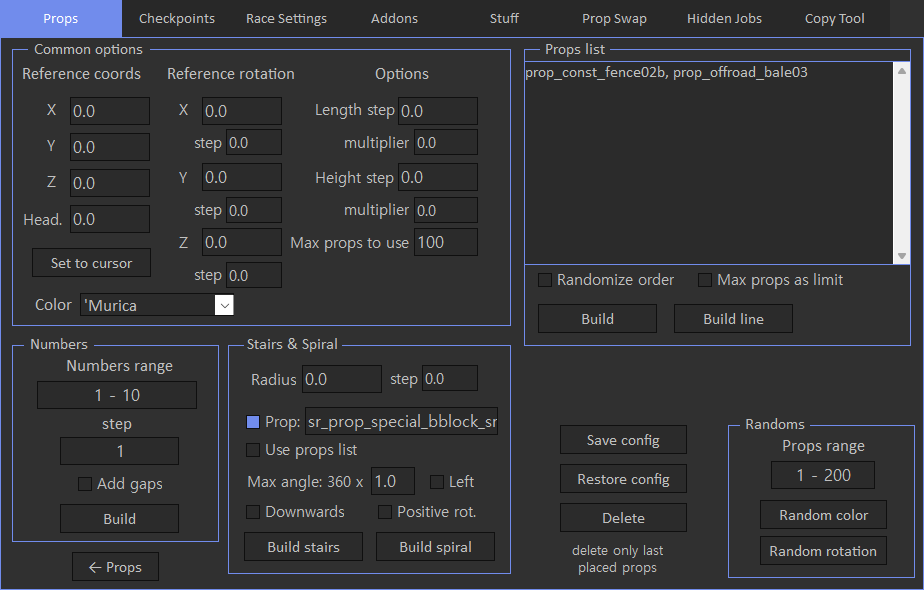 Props Checkpoints Race Settings Addons Stuff Prop Swap Hidden Jobs Copy Tool
Common options
Reference coords Reference rotation Options
X 0.0 X 0.0 Length step 0.0
step 0.0 multiplier 0.0
Y 0.0
Y 0.0 Height step 0.0
Z 0.0
step 0.0 multiplier 0.0
Head. 0.0
Z 0.0 Max props to use 100
Set to cursor
step 0.0
Color 'Murica
Props list
prop_const_fence02b, prop_offroad_bale03
Randomize order Max props as limit
Build Build line
Numbers
Numbers range
1 - 10
step
1
Add gaps
Build
← Props
Stairs & Spiral
Radius 0.0 step 0.0
Prop: sr_prop_special_bblock_sr
Use props list
Max angle: 360 x 1.0 Left
Downwards Positive rot.
Build stairs Build spiral
Save config
Restore config
Delete
delete only last
placed props
Randoms
Props range
1 - 200
Random color
Random rotation